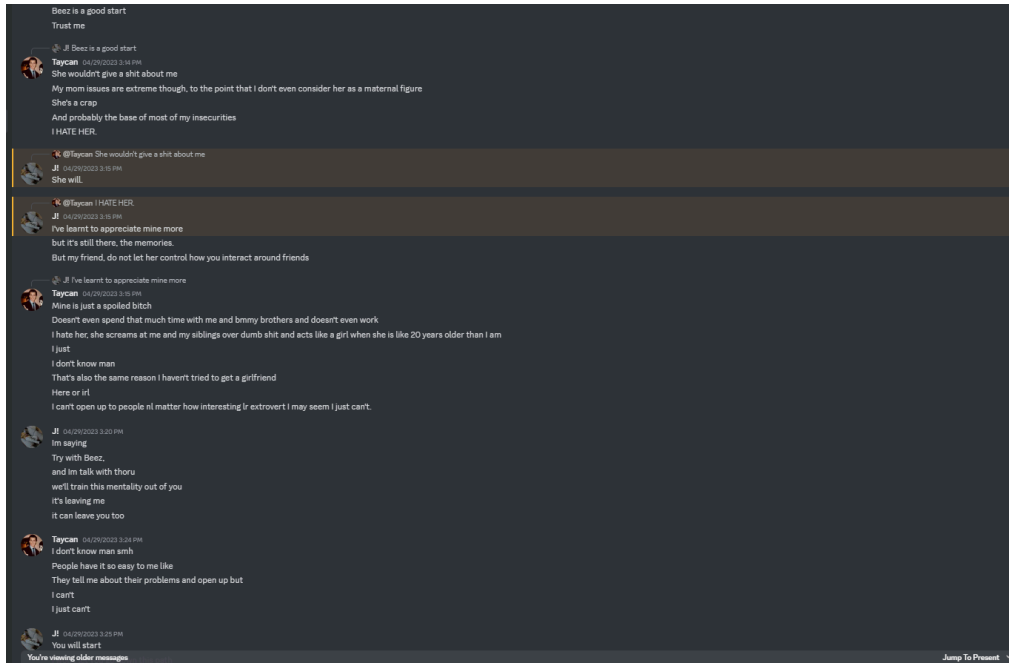 Beez is a good start
Trust me
J! Beez is a good start
Taycan 04/29/2023 3:14 PM
She wouldn't give a shit about me
My mom issues are extreme though, to the point that I don't even consider her as a maternal figure
She's a crap
And probably the base of most of my insecurities
I HATE HER.
@Taycan She wouldn't give a shit about me
J! 04/29/2023 3:15 PM
She will.
@Taycan I HATE HER.
J! 04/29/2023 3:15 PM
I've learnt to appreciate mine more
but it's still there, the memories.
But my friend, do not let her control how you interact around friends
J! I've learnt to appreciate mine more
Taycan 04/29/2023 3:15 PM
Mine is just a spoiled bitch
Doesn't even spend that much time with me and bmmy brothers and doesn't even work
I hate her, she screams at me and my siblings over dumb shit and acts like a girl when she is like 20 years older than I am
I just
I don't know man
That's also the same reason I haven't tried to get a girlfriend
Here or irl
I can't open up to people nl matter how interesting lr extrovert I may seem I just can't.
J! 04/29/2023 3:20 PM
Im saying
Try with Beez,
and Im talk with thoru
we'll train this mentality out of you
it's leaving me
it can leave you too
Taycan 04/29/2023 3:24 PM
I don't know man smh
People have it so easy to me like
They tell me about their problems and open up but
I can't
I just can't
J! 04/29/2023 3:25 PM
You will start
You're viewing older messages
Jump To Present